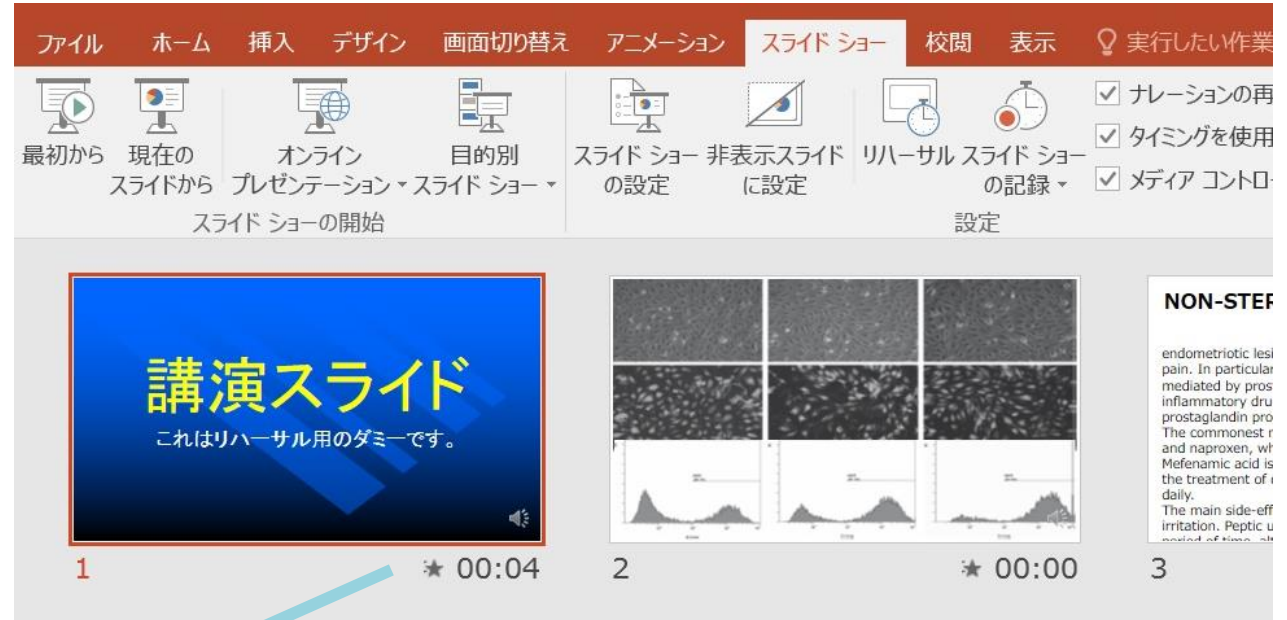 ファイル ホーム 挿入 デザイン 画面切り替え アニメーション スライド ショー 校閲 表示 実行したい作業
最初から
現在の
スライドから
オンライン
プレゼンテーション
目的別
スライド ショー
スライド ショーの開始
スライド ショー
の設定
非表示スライド
に設定
リハーサル
スライド ショー
の記録
ナレーションの再
タイミングを使用
メディア コントロ
設定
講演スライド
これはリハーサル用のダミーです。
1 00:04
2 00:00
NON-STE
endometriotic lesi
pain. In particular
mediated by pros
inflammatory dru
prostaglandin pro
The commonest
and naproxen, wh
Mefenamic acid is
the treatment of
daily.
The main side-eff
irritation. Peptic u
3